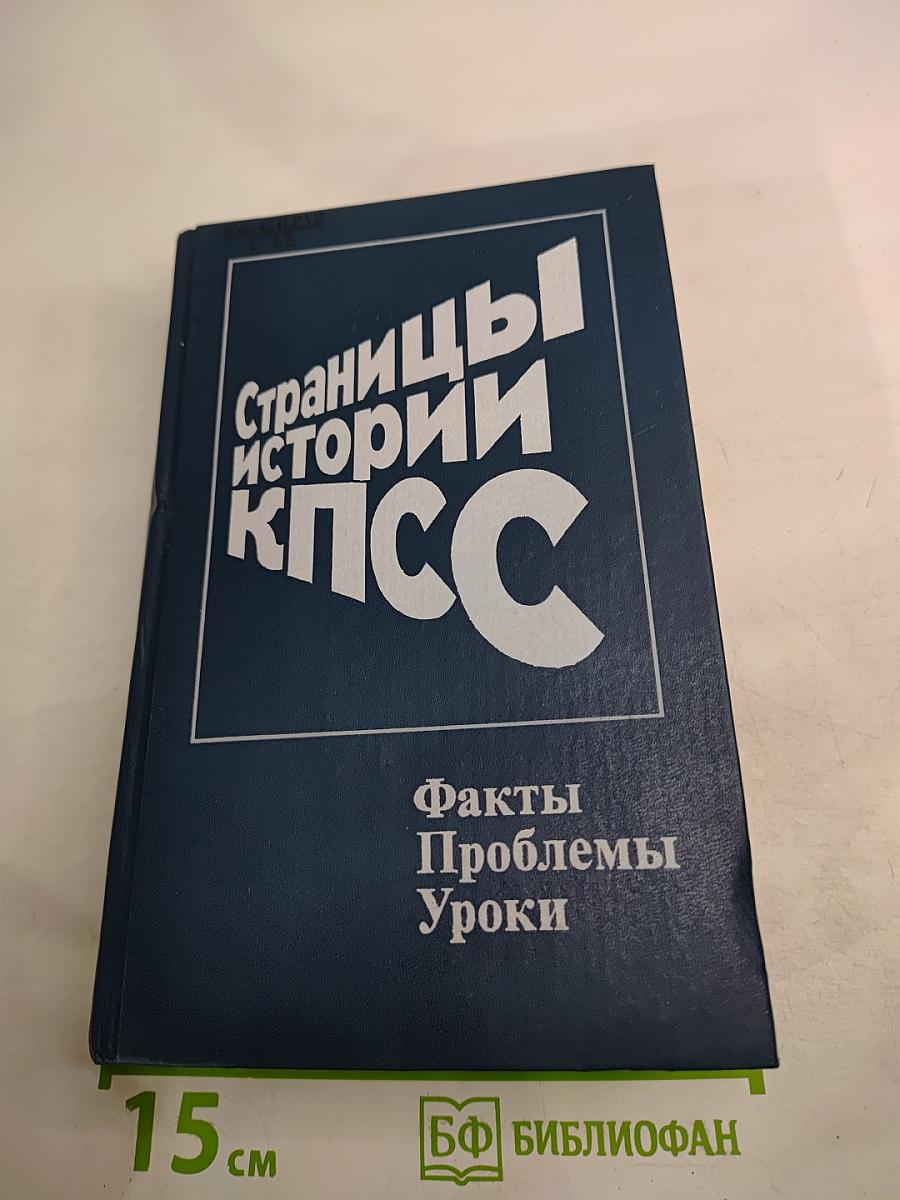 Страницы
истории
КПСС
Факты
Проблемы
Уроки
15 см
БФ БИБЛИОФАН